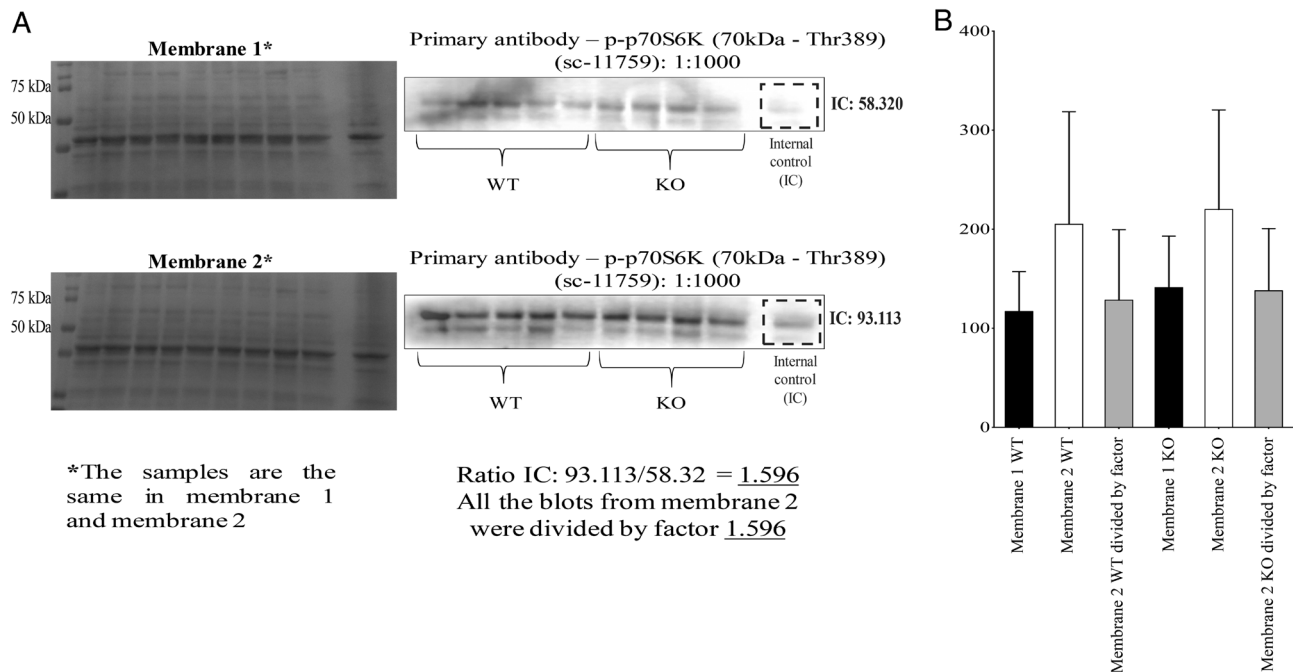 A
Membrane 1*
75 kDa
50 kDa
Primary antibody – p-p70S6K (70kDa - Thr389)
(sc-11759): 1:1000
IC: 58.320
WT
KO
Internal
control
(IC)
Membrane 2*
75 kDa
50 kDa
Primary antibody – p-p70S6K (70kDa - Thr389)
(sc-11759): 1:1000
IC: 93.113
WT
KO
Internal
control
(IC)
*The samples are the
same in membrane 1
and membrane 2
Ratio IC: 93.113/58.32 = 1.596
All the blots from membrane 2
were divided by factor 1.596
B
400
300
200
100
0
Membrane 1 WT
Membrane 2 WT
Membrane 2 WT divided by factor
Membrane 1 KO
Membrane 2 KO
Membrane 2 KO divided by factor